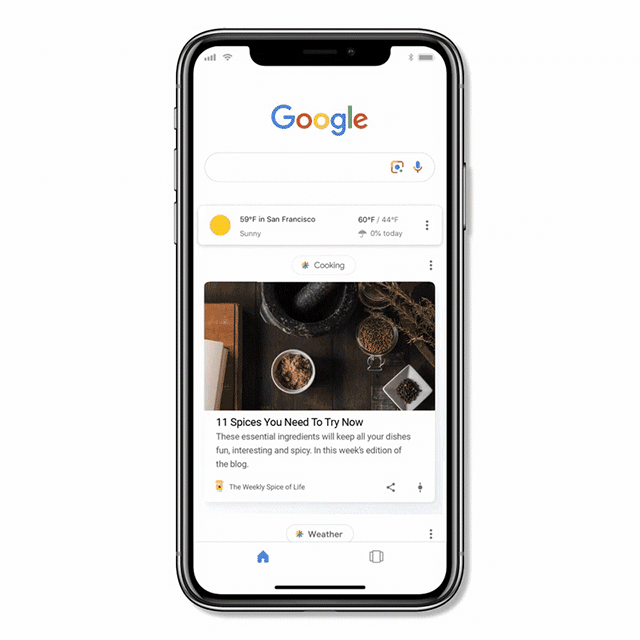 Google
59°F in San Francisco
60°F / 44°F
Sunny
0% today
Cooking
11 Spices You Need To Try Now
These essential ingredients will keep all your dishes
fun, interesting and spicy. In this week's edition of
the blog.
The Weekly Spice of Life
Weather